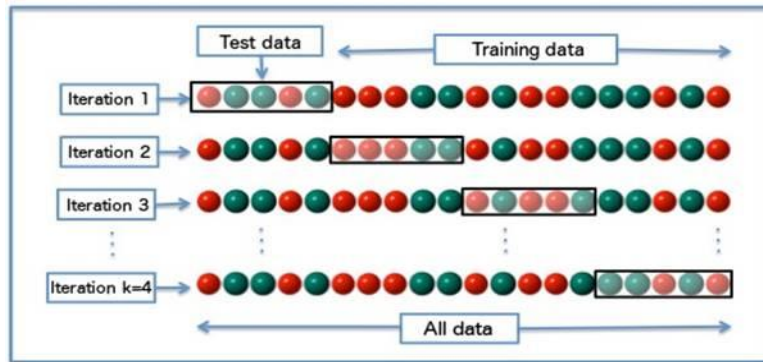 Test data
Training data
Iteration 1
Iteration 2
Iteration 3
Iteration k=4
All data